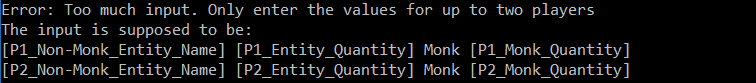 Error: Too much input. Only enter the values for up to two players
The input is supposed to be:
[P1_Non-Monk_Entity_Name] [P1_Entity_Quantity] Monk [P1_Monk_Quantity]
[P2_Non-Monk_Entity_Name] [P2_Entity_Quantity] Monk [P2_Monk_Quantity]